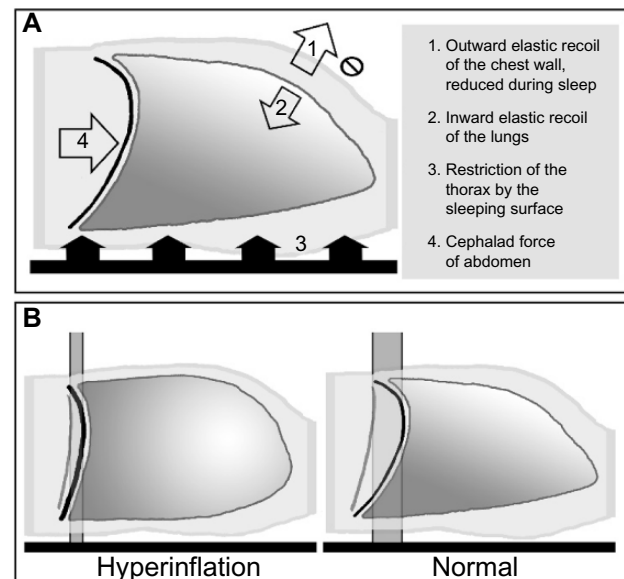 A
1
2
3
4
1. Outward elastic recoil
of the chest wall,
reduced during sleep
2. Inward elastic recoil
of the lungs
3. Restriction of the
thorax by the
sleeping surface
4. Cephalad force
of abdomen
B
Hyperinflation
Normal